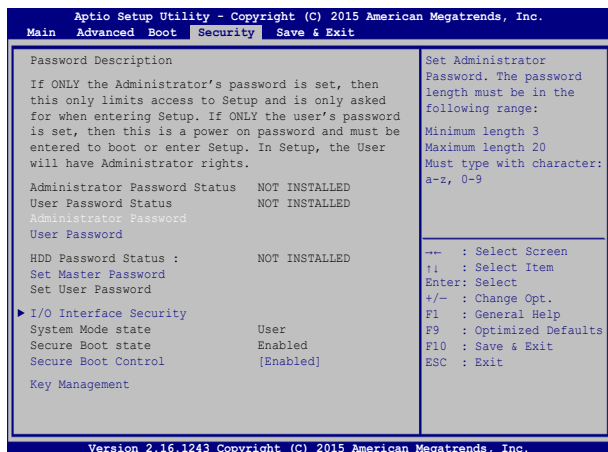 Aptio Setup Utility - Copyright (C) 2015 American Megatrends, Inc.
Main Advanced Boot Security Save & Exit
Password Description
If ONLY the Administrator's password is set, then
this only limits access to Setup and is only asked
for when entering Setup. If ONLY the user's password
is set, then this is a power on password and must be
entered to boot or enter Setup. In Setup, the User
will have Administrator rights.
Administrator Password Status NOT INSTALLED
User Password Status NOT INSTALLED
Administrator Password
User Password
HDD Password Status : NOT INSTALLED
Set Master Password
Set User Password
I/O Interface Security
System Mode state User
Secure Boot state Enabled
Secure Boot Control [Enabled]
Key Management
Set Administrator
Password. The password
length must be in the
following range:
Minimum length 3
Maximum length 20
Must type with character:
a-z, 0-9
→← : Select Screen
↑↓ : Select Item
Enter: Select
+/— : Change Opt.
F1 : General Help
F9 : Optimized Defaults
F10 : Save & Exit
ESC : Exit
Version 2.16.1243 Copyright (C) 2015 American Megatrends, Inc.